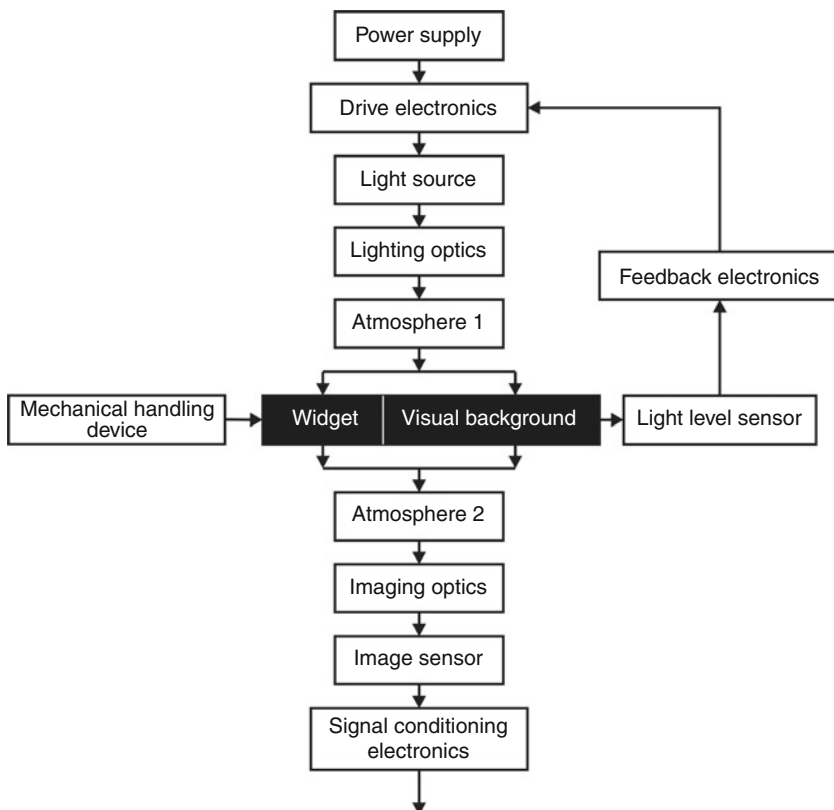 Power supply
Drive electronics
Light source
Lighting optics
Feedback electronics
Atmosphere 1
Mechanical handling
device
Widget
Visual background
Light level sensor
Atmosphere 2
Imaging optics
Image sensor
Signal conditioning
electronics